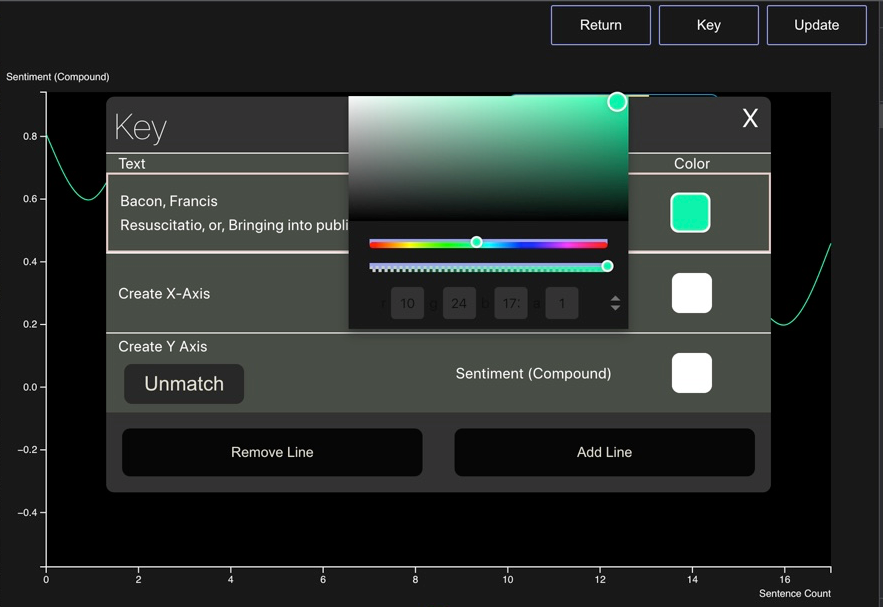 Return Key Update
Sentiment (Compound)
Key X
Text Color
Bacon, Francis
Resuscitatio, or, Bringing into publi
Create X-Axis
Create Y Axis
Unmatch
Sentiment (Compound)
Remove Line Add Line
r 10 g 24 b 17 a 1
0.8
0.6
0.4
0.2
0.0
−0.2
−0.4
0 2 4 6 8 10 12 14 16
Sentence Count